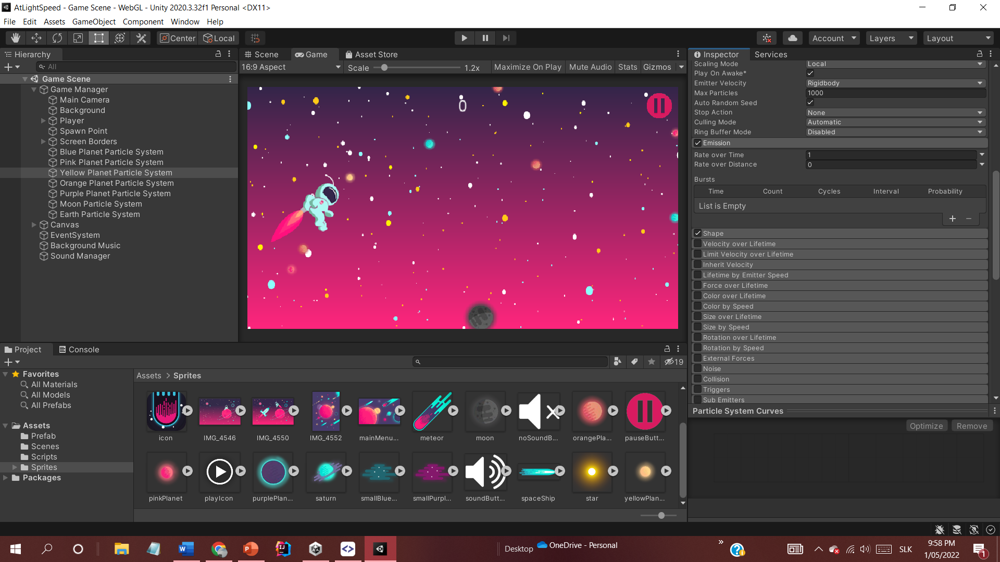 AtLightSpeed - Game Scene - WebGL - Unity 2020.3.32f1 Personal <DX11>
File Edit Assets GameObject Component Window Help
Center Local Account Layers Layout
Hierarchy
All
Game Scene
Game Manager
Main Camera
Background
Player
Spawn Point
Screen Borders
Blue Planet Particle System
Pink Planet Particle System
Yellow Planet Particle System
Orange Planet Particle System
Purple Planet Particle System
Moon Particle System
Earth Particle System
Canvas
EventSystem
Background Music
Sound Manager
Scene Game Asset Store
16:9 Aspect Scale 1.2x Maximize On Play Mute Audio Stats Gizmos
0
Inspector Services
Scaling Mode Local
Play On Awake*
Emitter Velocity Rigidbody
Max Particles 1000
Auto Random Seed
Stop Action None
Culling Mode Automatic
Ring Buffer Mode Disabled
Emission
Rate over Time 1
Rate over Distance 0
Bursts
Time Count Cycles Interval Probability
List is Empty
Shape
Velocity over Lifetime
Limit Velocity over Lifetime
Inherit Velocity
Lifetime by Emitter Speed
Force over Lifetime
Color over Lifetime
Color by Speed
Size over Lifetime
Size by Speed
Rotation over Lifetime
Rotation by Speed
External Forces
Noise
Collision
Triggers
Sub Emitters
Particle System Curves
Optimize Remove
Project Console
19
Favorites
All Materials
All Models
All Prefabs
Assets
Prefab
Scenes
Scripts
Sprites
Packages
Assets > Sprites
icon IMG_4546 IMG_4550 IMG_4552 mainMenu... meteor moon noSoundB... orangePla... pauseButt...
pinkPlanet playIcon purplePlan... saturn smallBlue... smallPurpl... soundButt... spaceShip star yellowPlan...
Desktop OneDrive - Personal
SLK
9:58 PM
1/05/2022
1